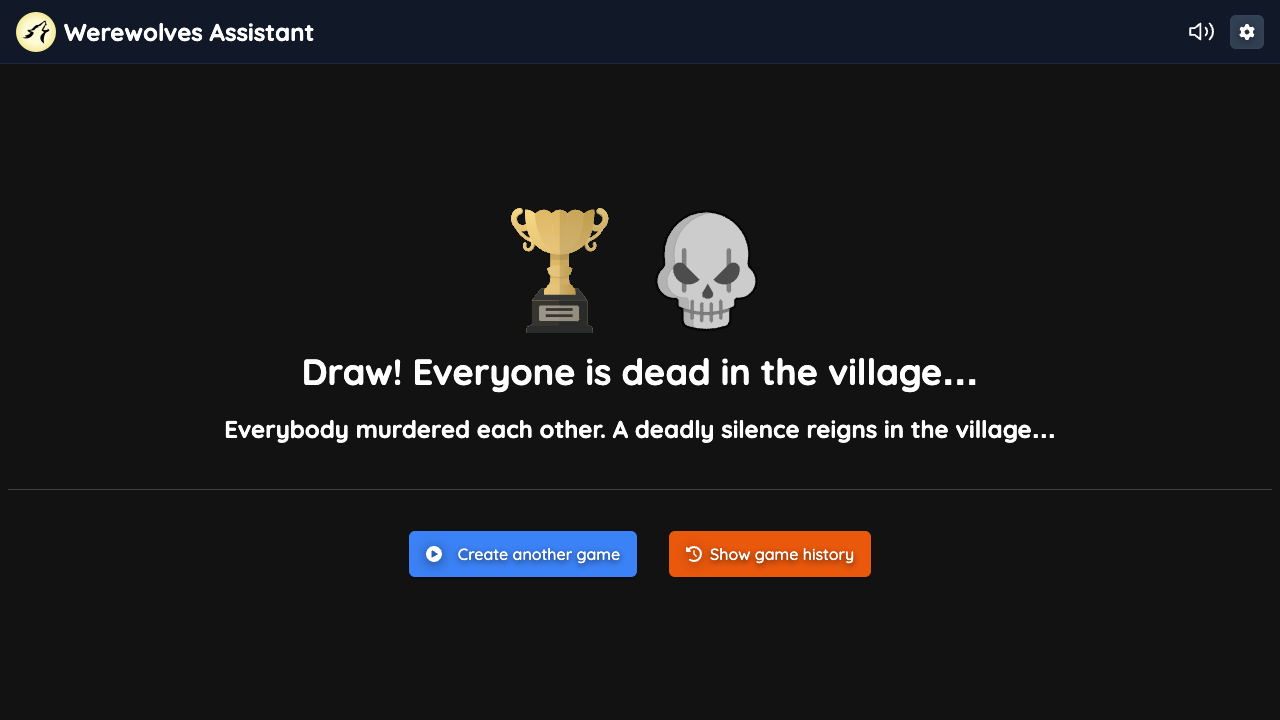 Werewolves Assistant
Draw! Everyone is dead in the village...
Everybody murdered each other. A deadly silence reigns in the village...
Create another game
Show game history